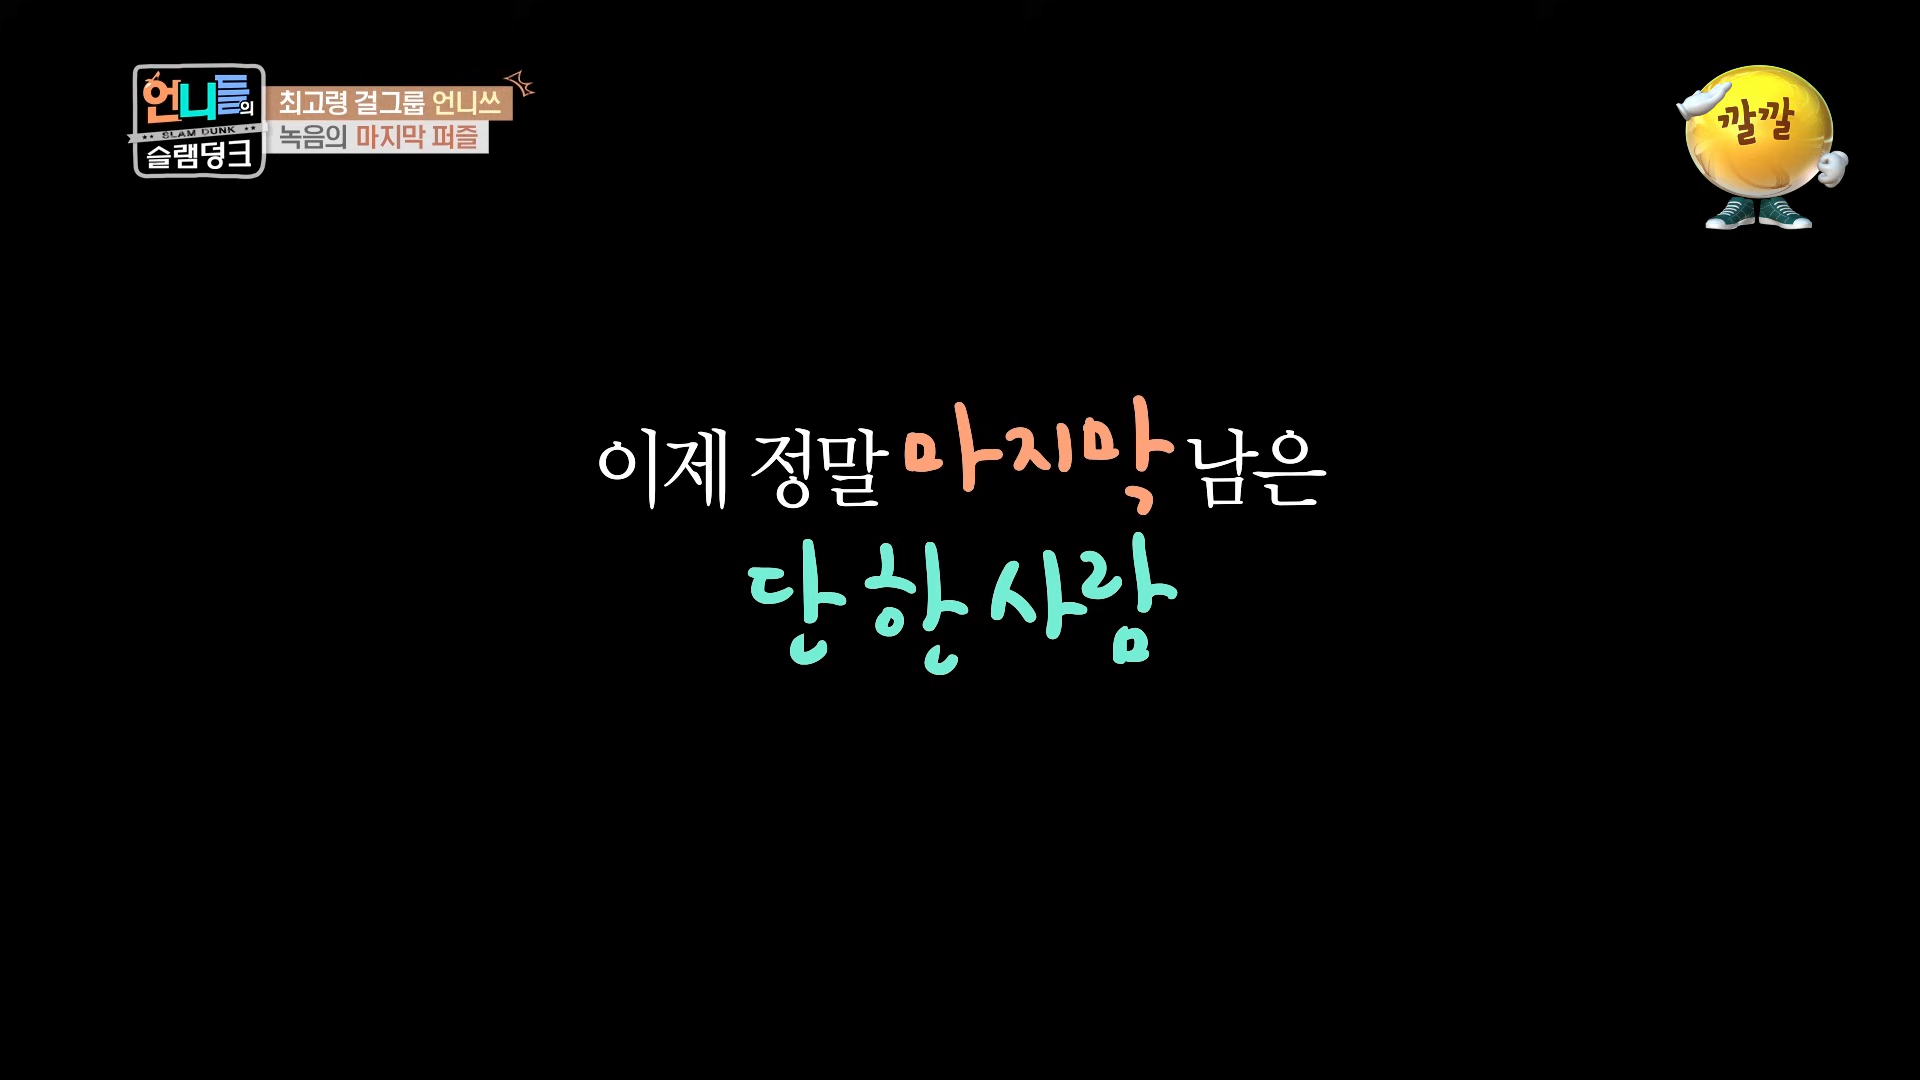 언니들의
SLAM DUNK
슬램덩크
최고령 걸그룹 언니쓰
녹음의 마지막 퍼즐
깔깔
이제 정말 마지막 남은
단 한 사람